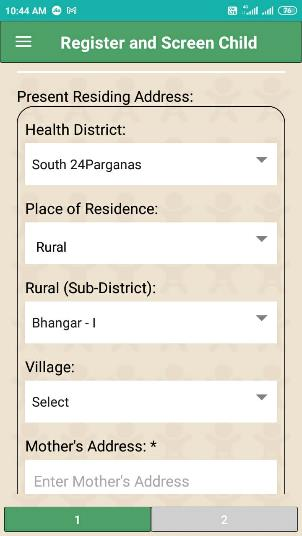 10:44 AM
76
Register and Screen Child
Present Residing Address:
Health District:
South 24Parganas
Place of Residence:
Rural
Rural (Sub-District):
Bhangar - I
Village:
Select
Mother's Address: *
Enter Mother's Address
1
2